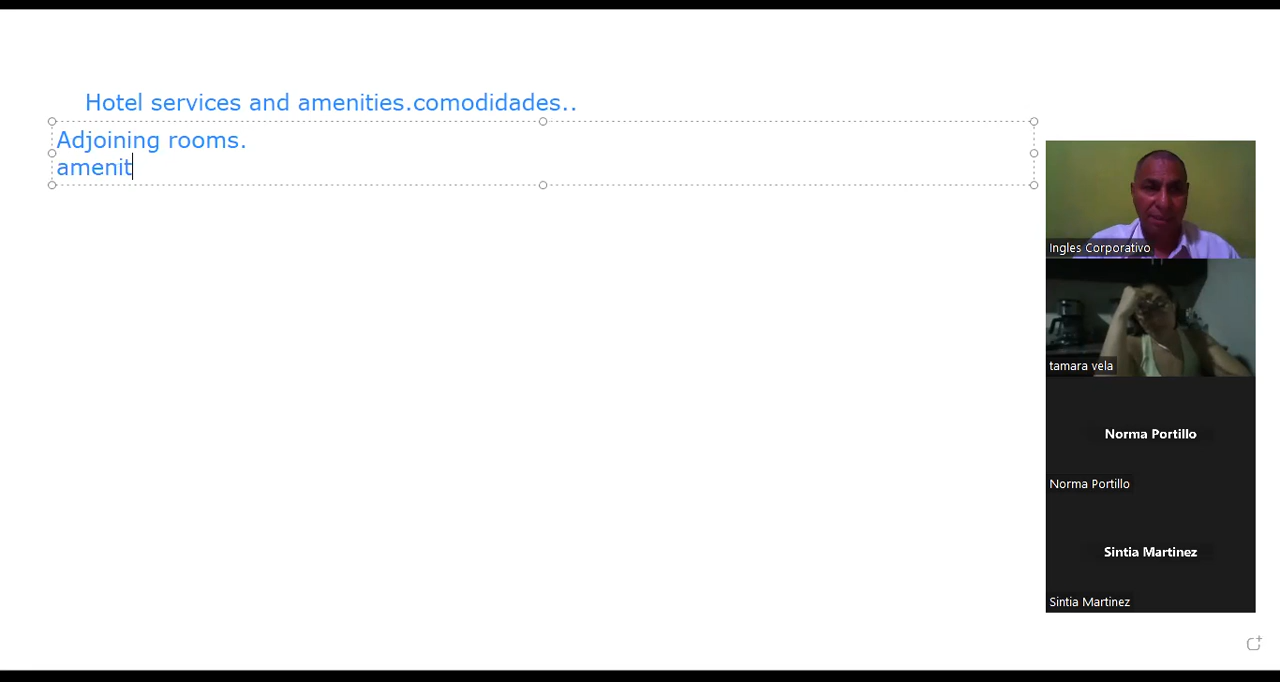 Hotel services and amenities.comodidades..
Adjoining rooms.
amenit
Ingles Corporativo
tamara vela
Norma Portillo
Norma Portillo
Sintia Martinez
Sintia Martinez